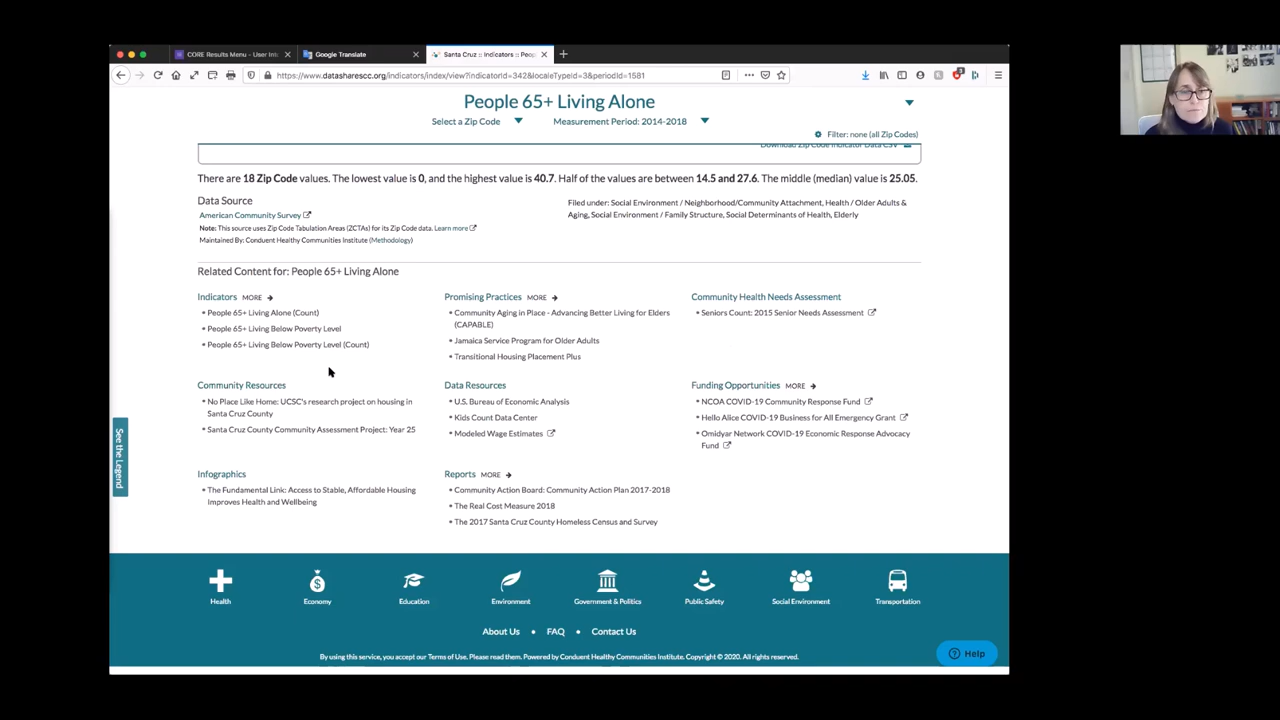 CORE Results Menu - User Int
Google Translate
Santa Cruz :: Indicators :: Peop
https://www.datasharescc.org/indicators/index/view?indicatorId=342&localeTypeId=3&periodId=1581
People 65+ Living Alone
Select a Zip Code
Measurement Period: 2014-2018
Filter: none (all Zip Codes)
Download Zip Code Indicator Data CSV
There are 18 Zip Code values. The lowest value is 0, and the highest value is 40.7. Half of the values are between 14.5 and 27.6. The middle (median) value is 25.05.
Data Source
American Community Survey
Note: This source uses Zip Code Tabulation Areas (ZCTAs) for its Zip Code data. Learn more
Maintained By: Conduent Healthy Communities Institute (Methodology)
Filed under: Social Environment / Neighborhood/Community Attachment, Health / Older Adults &
Aging, Social Environment / Family Structure, Social Determinants of Health, Elderly
Related Content for: People 65+ Living Alone
Indicators MORE
• People 65+ Living Alone (Count)
• People 65+ Living Below Poverty Level
• People 65+ Living Below Poverty Level (Count)
Promising Practices MORE
• Community Aging in Place - Advancing Better Living for Elders
(CAPABLE)
• Jamaica Service Program for Older Adults
• Transitional Housing Placement Plus
Community Health Needs Assessment
• Seniors Count: 2015 Senior Needs Assessment
Community Resources
• No Place Like Home: UCSC's research project on housing in
Santa Cruz County
• Santa Cruz County Community Assessment Project: Year 25
Data Resources
• U.S. Bureau of Economic Analysis
• Kids Count Data Center
• Modeled Wage Estimates
Funding Opportunities MORE
• NCOA COVID-19 Community Response Fund
• Hello Alice COVID-19 Business for All Emergency Grant
• Omidyar Network COVID-19 Economic Response Advocacy
Fund
See the Legend
Infographics
• The Fundamental Link: Access to Stable, Affordable Housing
Improves Health and Wellbeing
Reports MORE
• Community Action Board: Community Action Plan 2017-2018
• The Real Cost Measure 2018
• The 2017 Santa Cruz County Homeless Census and Survey
Health
Economy
Education
Environment
Government & Politics
Public Safety
Social Environment
Transportation
About Us • FAQ • Contact Us
By using this service, you accept our Terms of Use. Please read them. Powered by Conduent Healthy Communities Institute. Copyright © 2020. All rights reserved.
Help